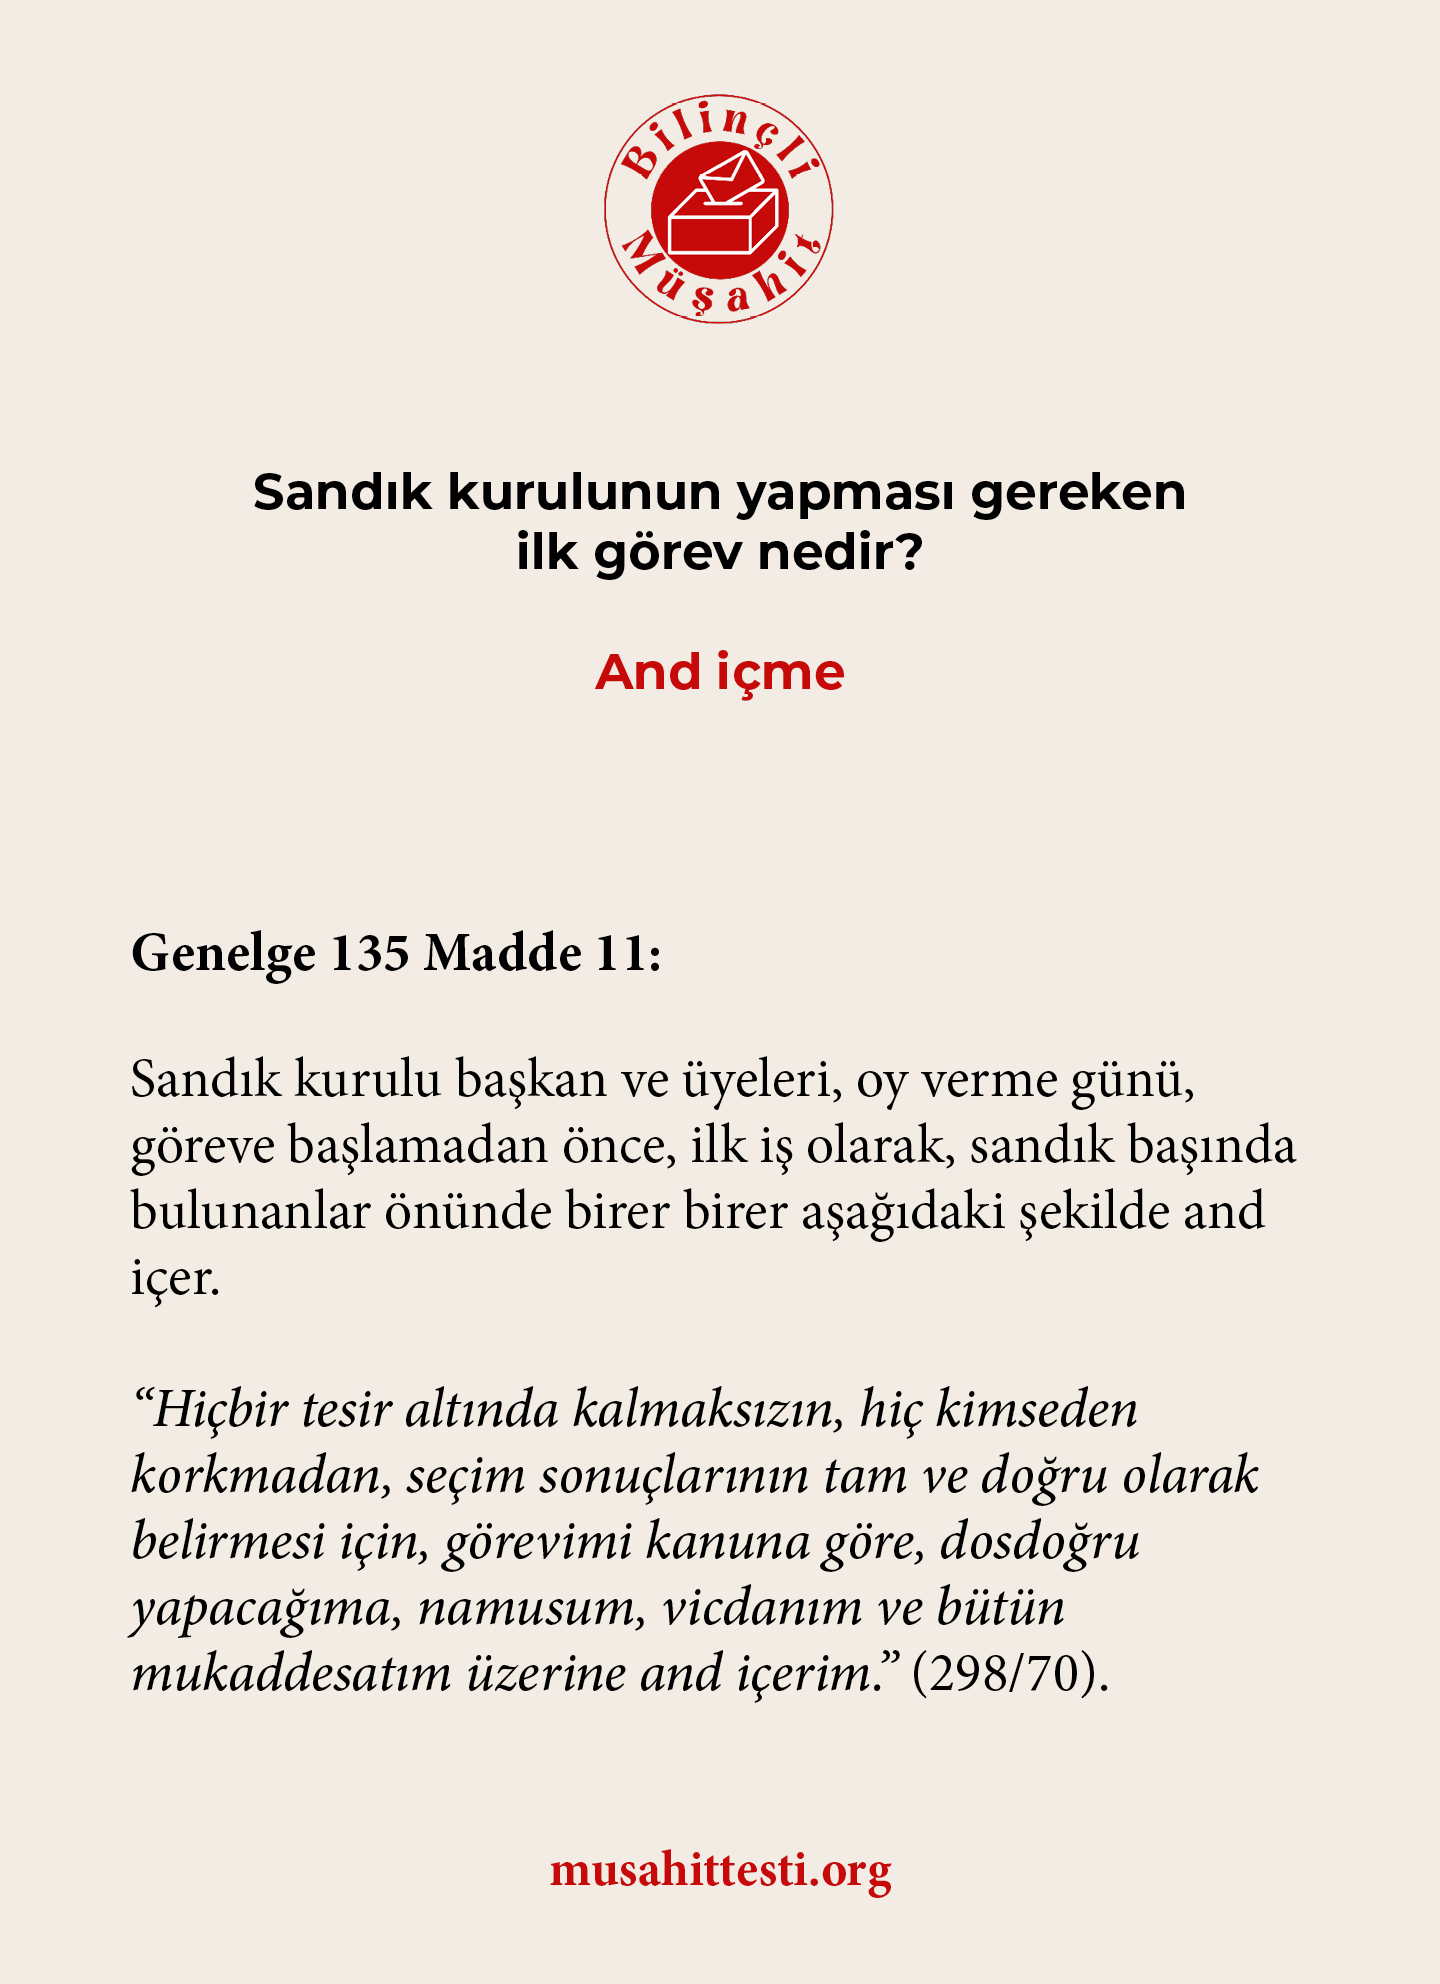 Bilinçli
Müşahit
Sandık kurulunun yapması gereken
ilk görev nedir?
And içme
Genelge 135 Madde 11:
Sandık kurulu başkan ve üyeleri, oy verme günü,
göreve başlamadan önce, ilk iş olarak, sandık başında
bulunanlar önünde birer birer aşağıdaki şekilde and
içer.
“Hiçbir tesir altında kalmaksızın, hiç kimseden
korkmadan, seçim sonuçlarının tam ve doğru olarak
belirmesi için, görevimi kanuna göre, dosdoğru
yapacağıma, namusum, vicdanım ve bütün
mukaddesatım üzerine and içerim.” (298/70).
musahittesti.org